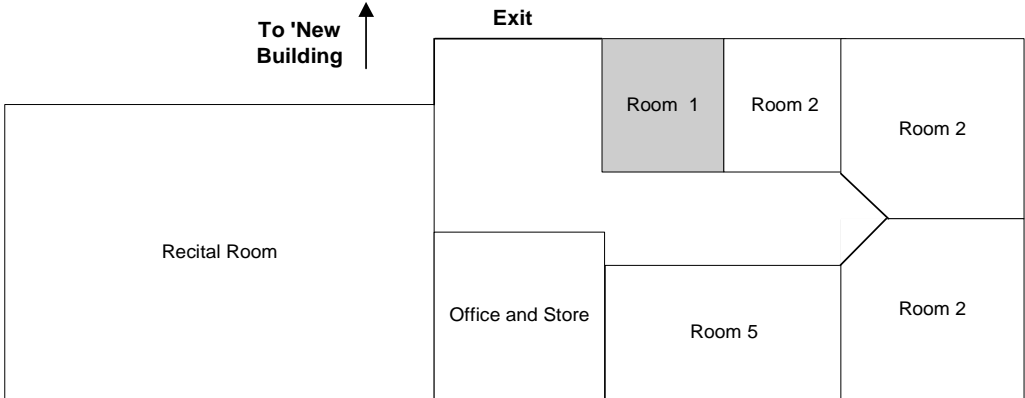 Exit
To 'New
Building
Room 1
Room 2
Room 2
Recital Room
Office and Store
Room 5
Room 2